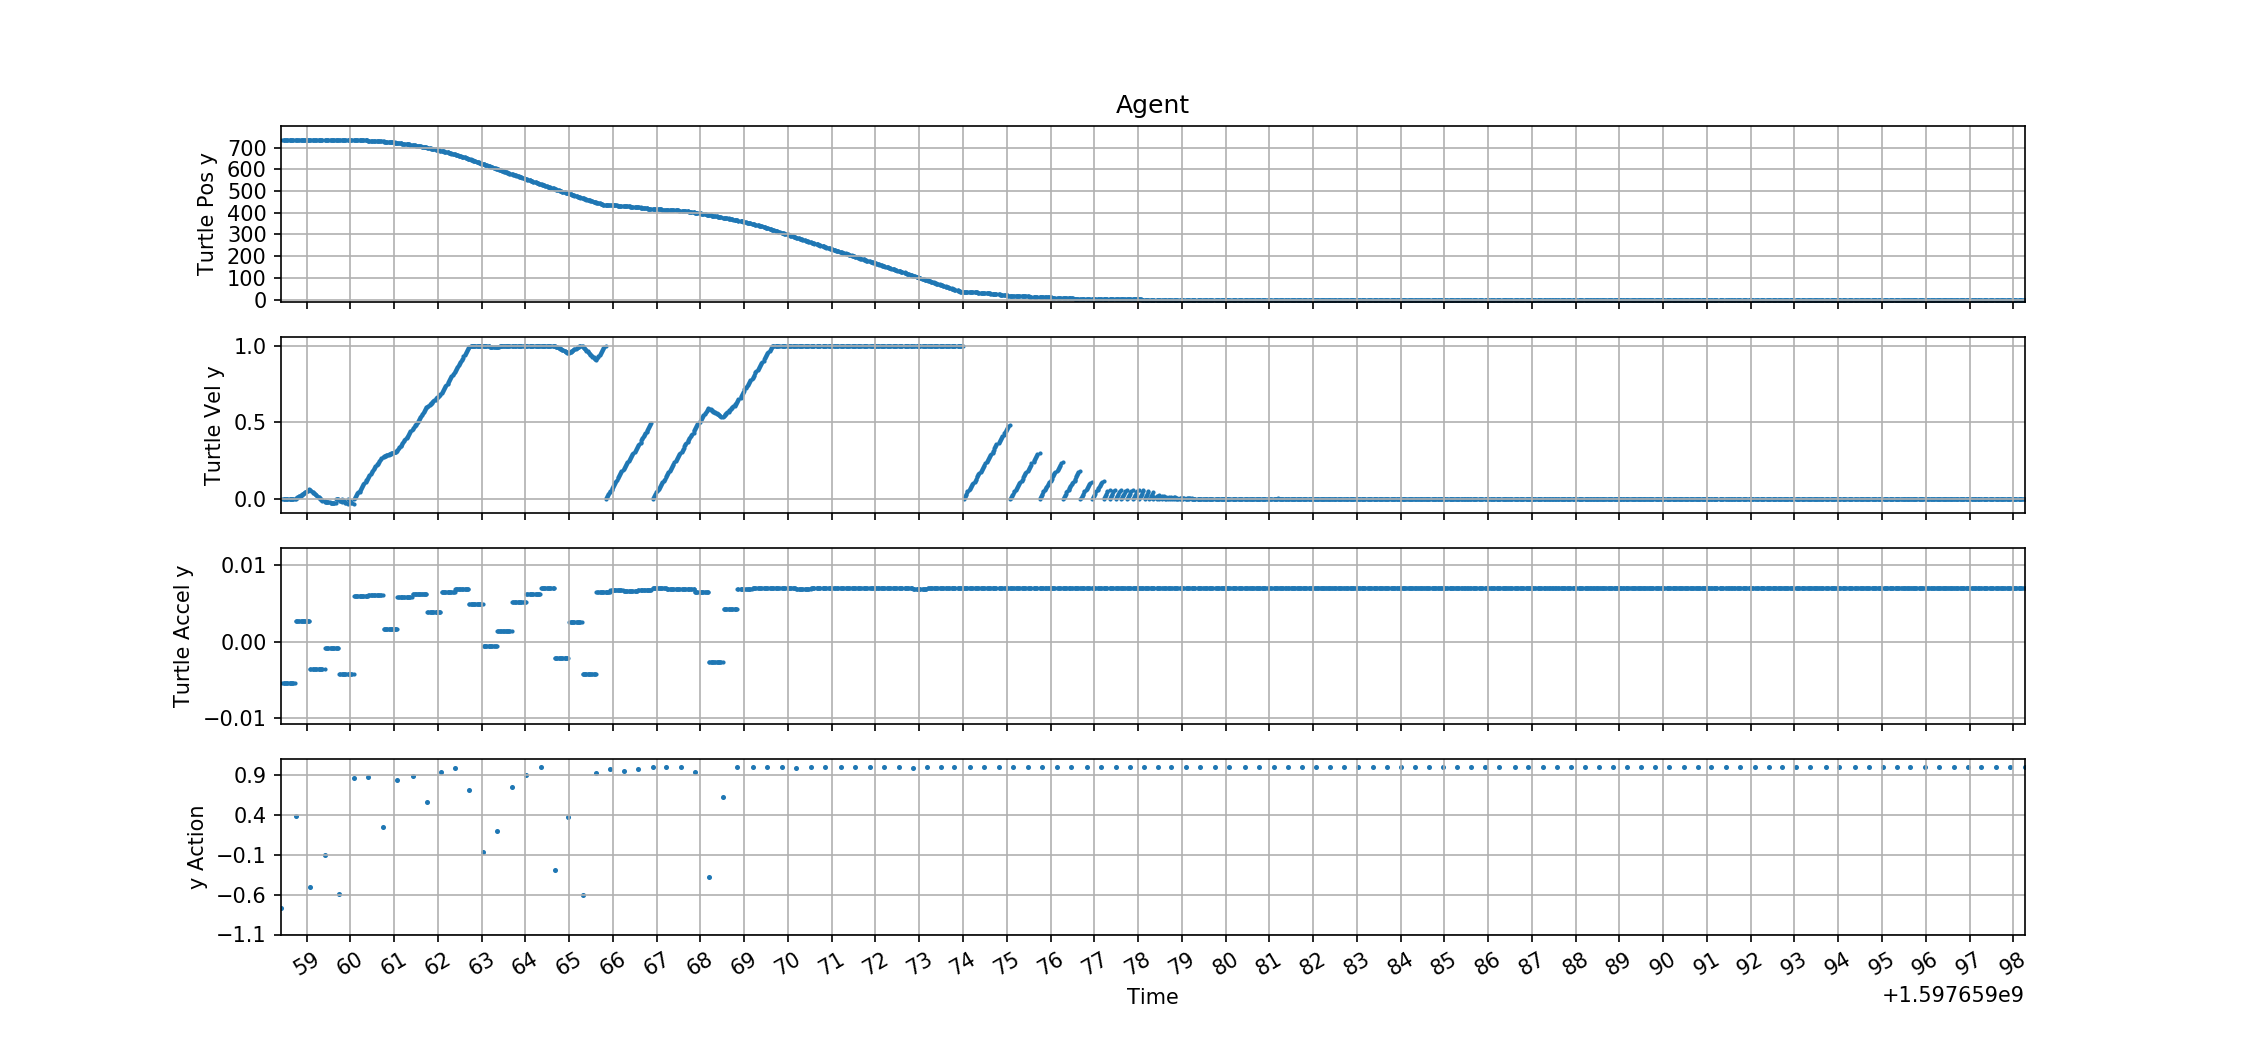 Agent
Turtle Pos y
700
600
500
400
300
200
100
0
Turtle Vel y
1.0
0.5
0.0
Turtle Accel y
0.01
0.00
−0.01
y Action
0.9
0.4
−0.1
−0.6
−1.1
59 60 61 62 63 64 65 66 67 68 69 70 71 72 73 74 75 76 77 78 79 80 81 82 83 84 85 86 87 88 89 90 91 92 93 94 95 96 97 98
Time
+1.597659e9